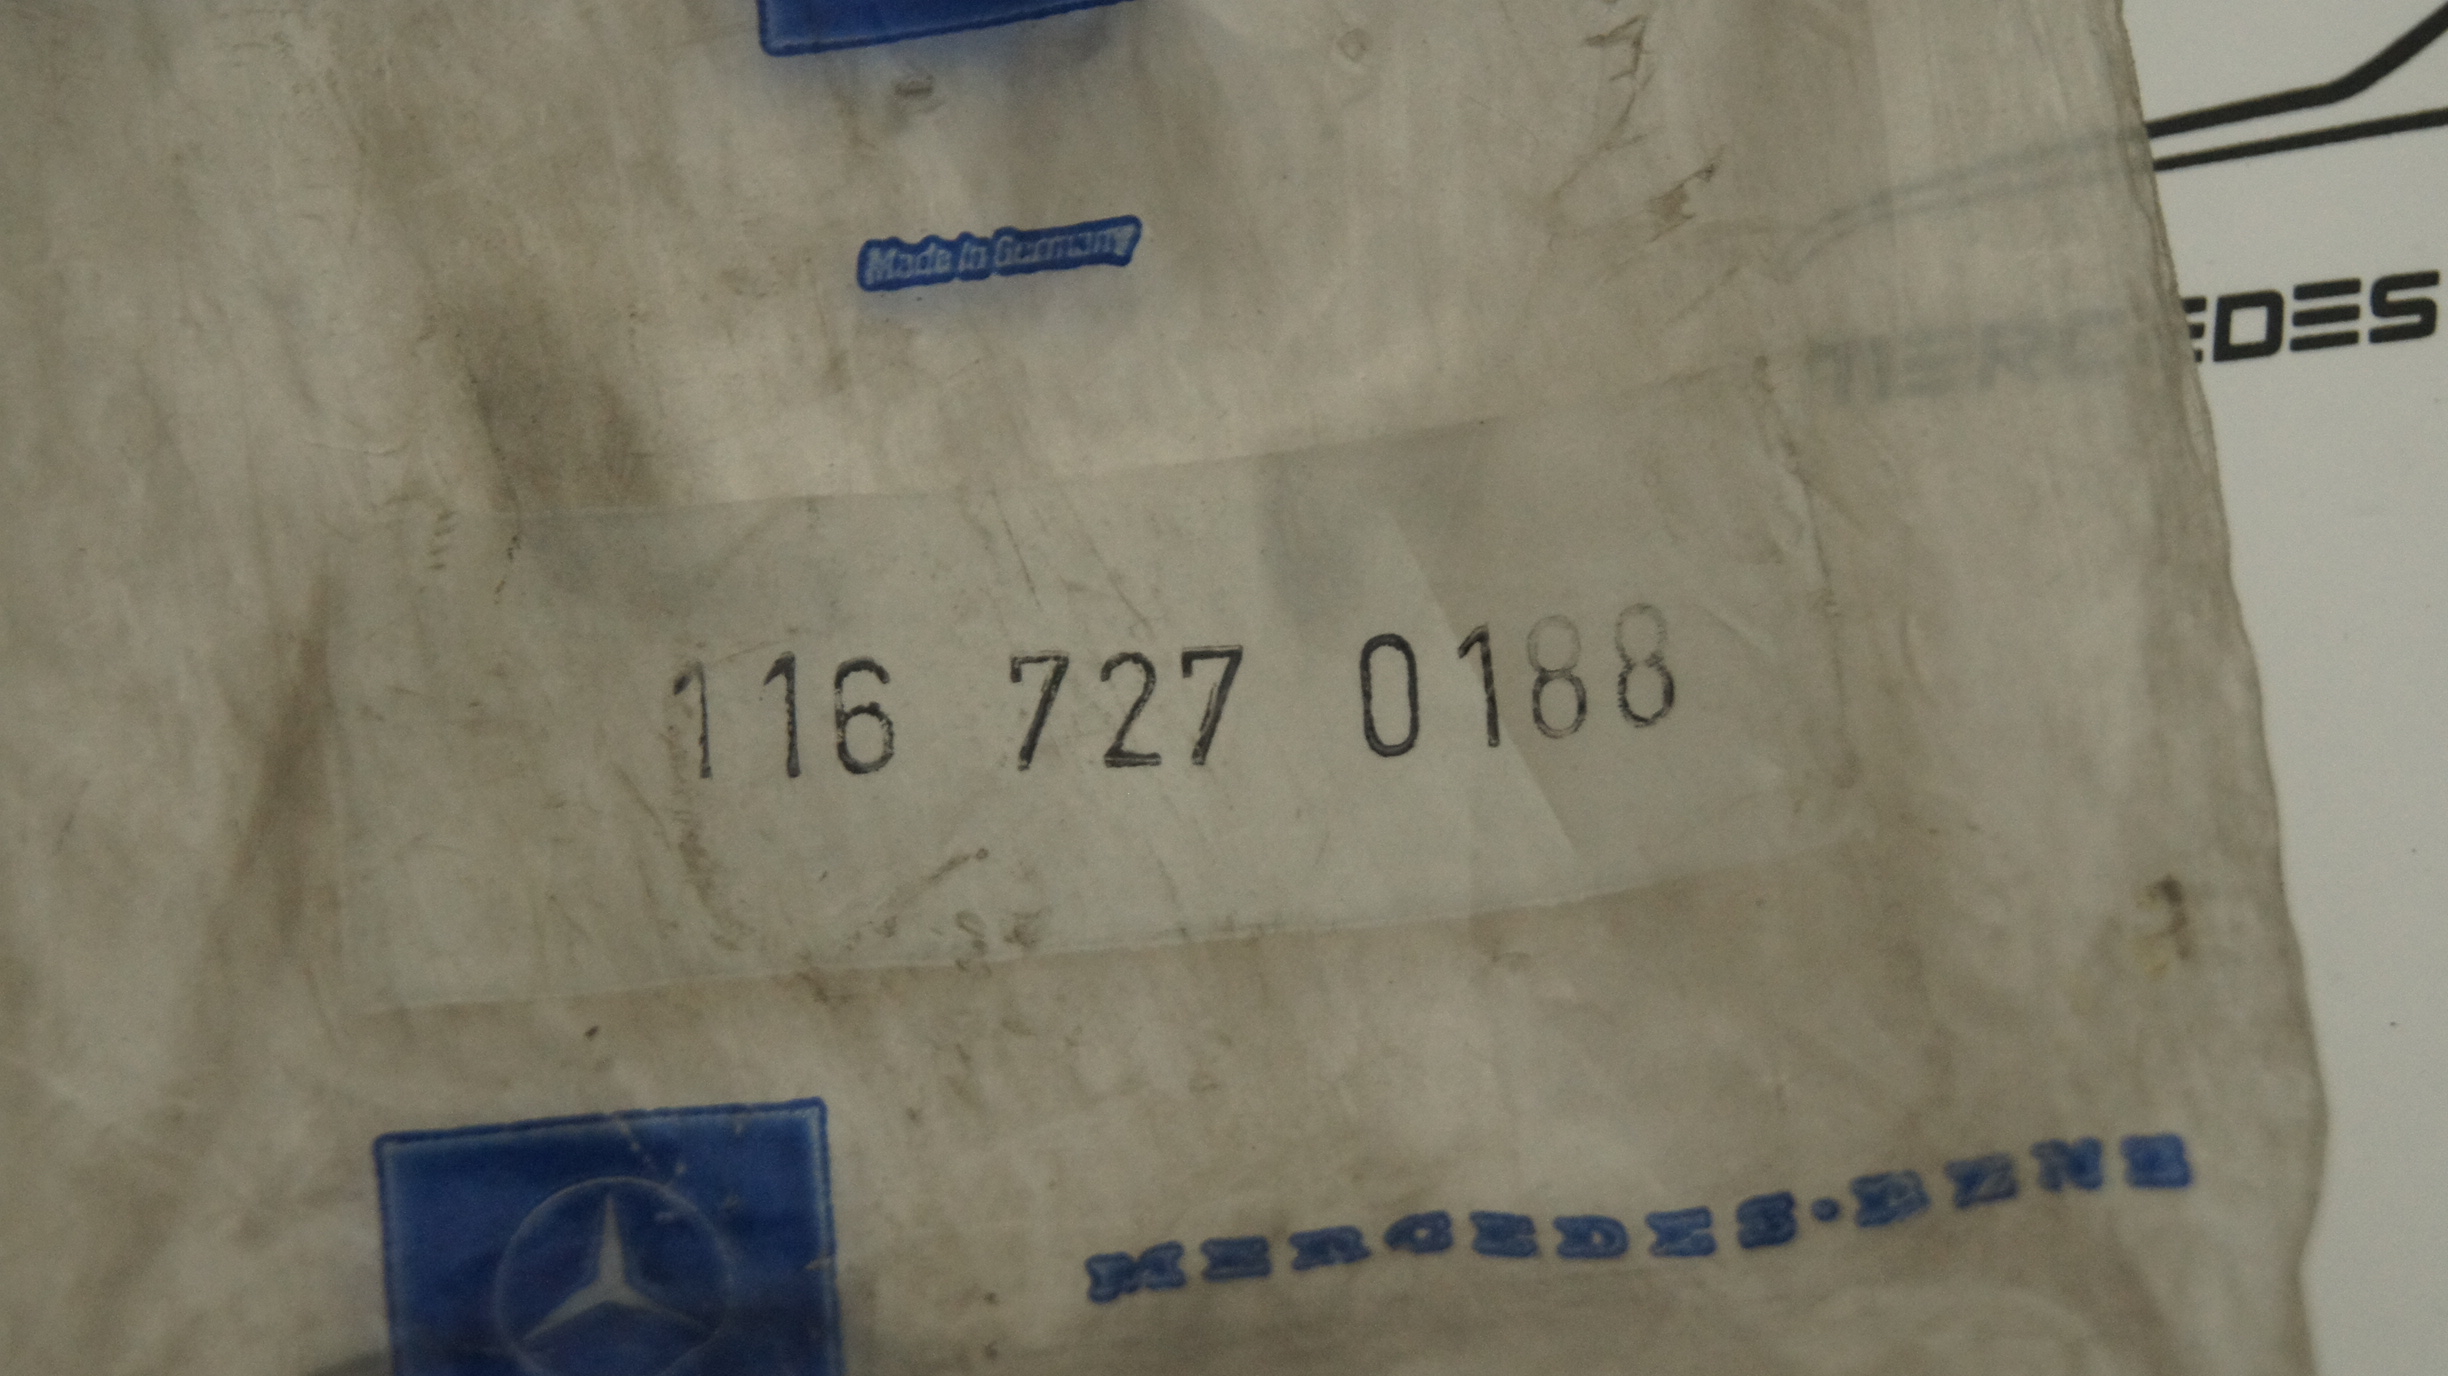 Made in Germany
MERCEDES
116 727 0188
MERCEDES·BENZ